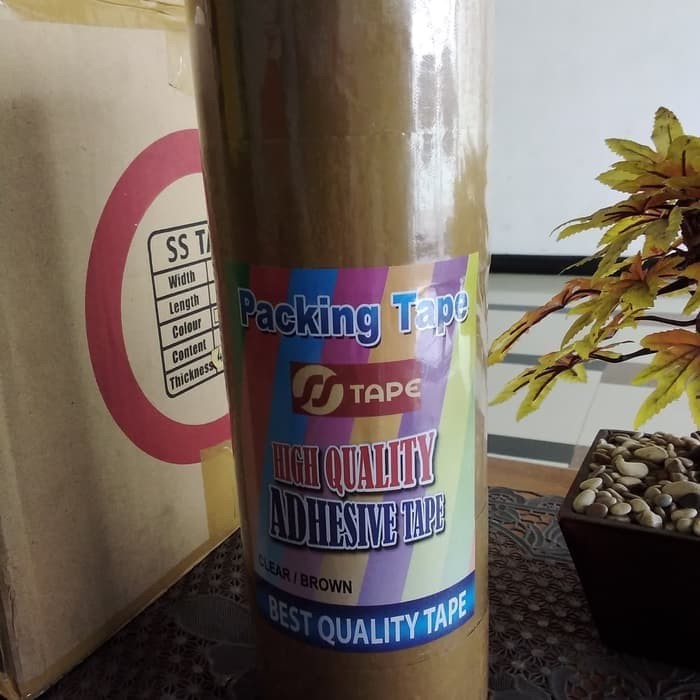 SS TA
Width
Length
Colour
Content
Thickness
Packing Tape
TAPE
HIGH QUALITY
ADHESIVE TAPE
CLEAR / BROWN
BEST QUALITY TAPE